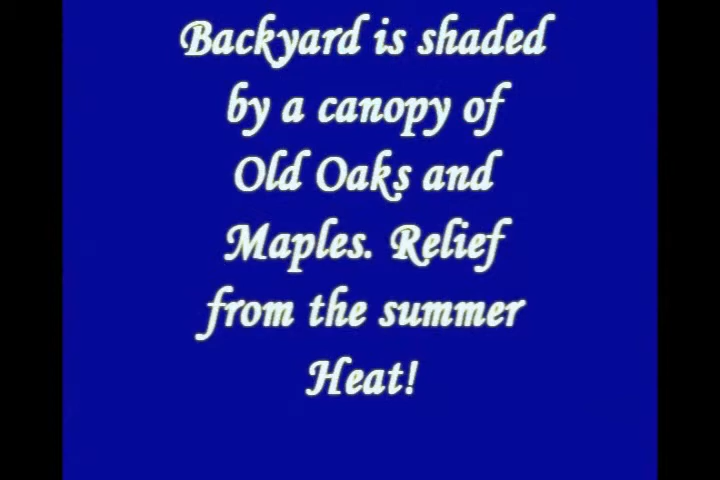 Backyard is shaded
by a canopy of
Old Oaks and
Maples. Relief
from the summer
Heat!